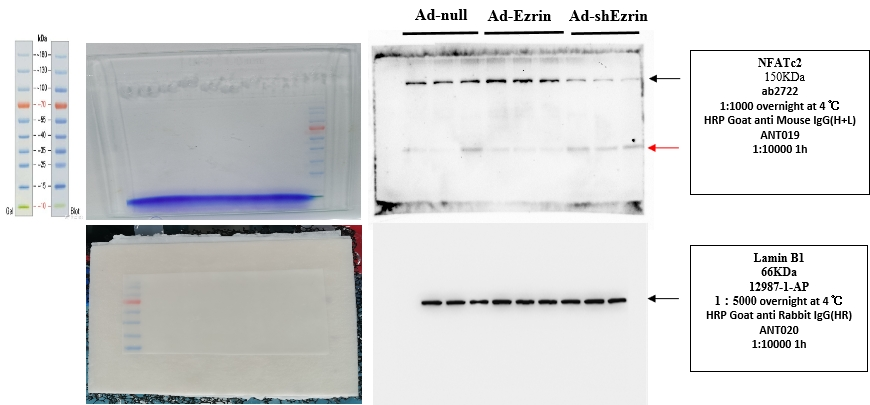 Ad-null Ad-Ezrin Ad-shEzrin
kDa kDa
~180~
~130~
~100~
~70~
~55~
~40~
~35~
~25~
~15~
~10~
Gel Blot
NFATc2
150KDa
ab2722
1:1000 overnight at 4 ℃
HRP Goat anti Mouse IgG(H+L)
ANT019
1:10000 1h
Lamin B1
66KDa
12987-1-AP
1：5000 overnight at 4 ℃
HRP Goat anti Rabbit IgG(HR)
ANT020
1:10000 1h